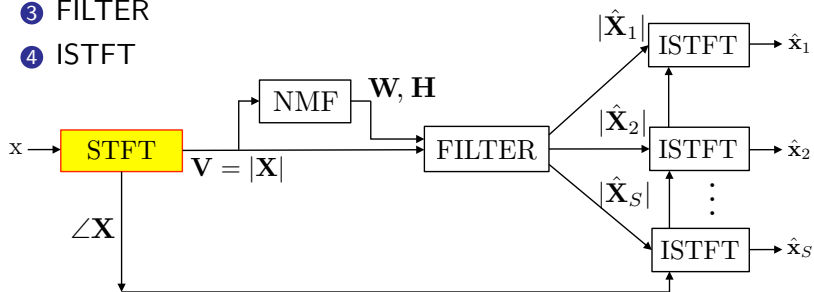 3 FILTER
4 ISTFT
|X̂₁|
ISTFT
x̂₁
W, H
NMF
|X̂₂|
x
STFT
V = |X|
FILTER
ISTFT
x̂₂
|X̂_S|
⋮
∠X
ISTFT
x̂_S